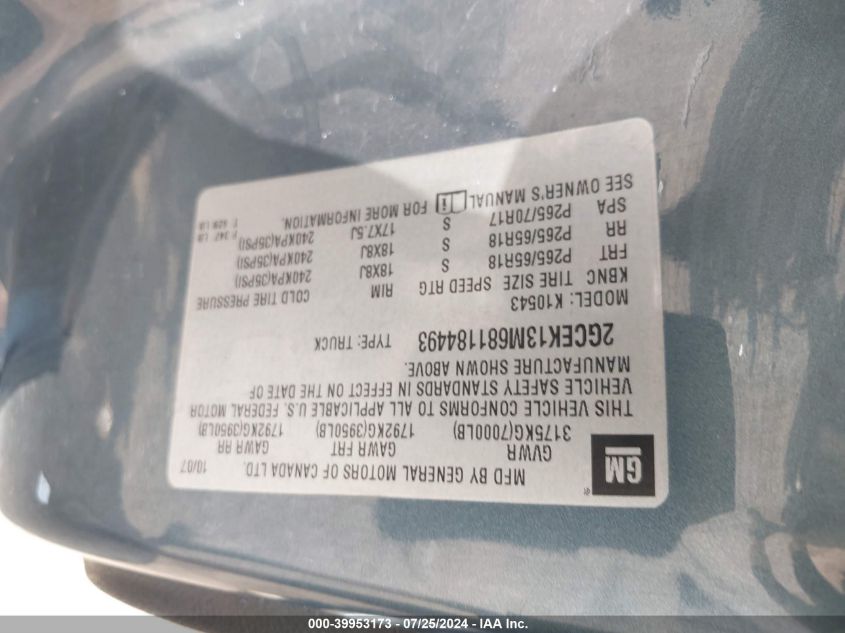 GM
®
MFD BY GENERAL MOTORS OF CANADA LTD. 10/07
GVWR GAWR FRT GAWR RR
3175KG(7000LB) 1792KG(3950LB) 1792KG(3950LB)
THIS VEHICLE CONFORMS TO ALL APPLICABLE U.S. FEDERAL MOTOR
VEHICLE SAFETY STANDARDS IN EFFECT ON THE DATE OF
MANUFACTURE SHOWN ABOVE.
2GCEK13M681184493 TYPE: TRUCK
MODEL: K10543
KBNC TIRE SIZE SPEED RTG RIM COLD TIRE PRESSURE
FRT P265/65R18 S 18X8J 240KPA(35PSI)
RR P265/65R18 S 18X8J 240KPA(35PSI)
SPA P265/70R17 S 17X7.5J 240KPA(35PSI)
SEE OWNER'S MANUAL FOR MORE INFORMATION.
000-39953173 - 07/25/2024 - IAA Inc.